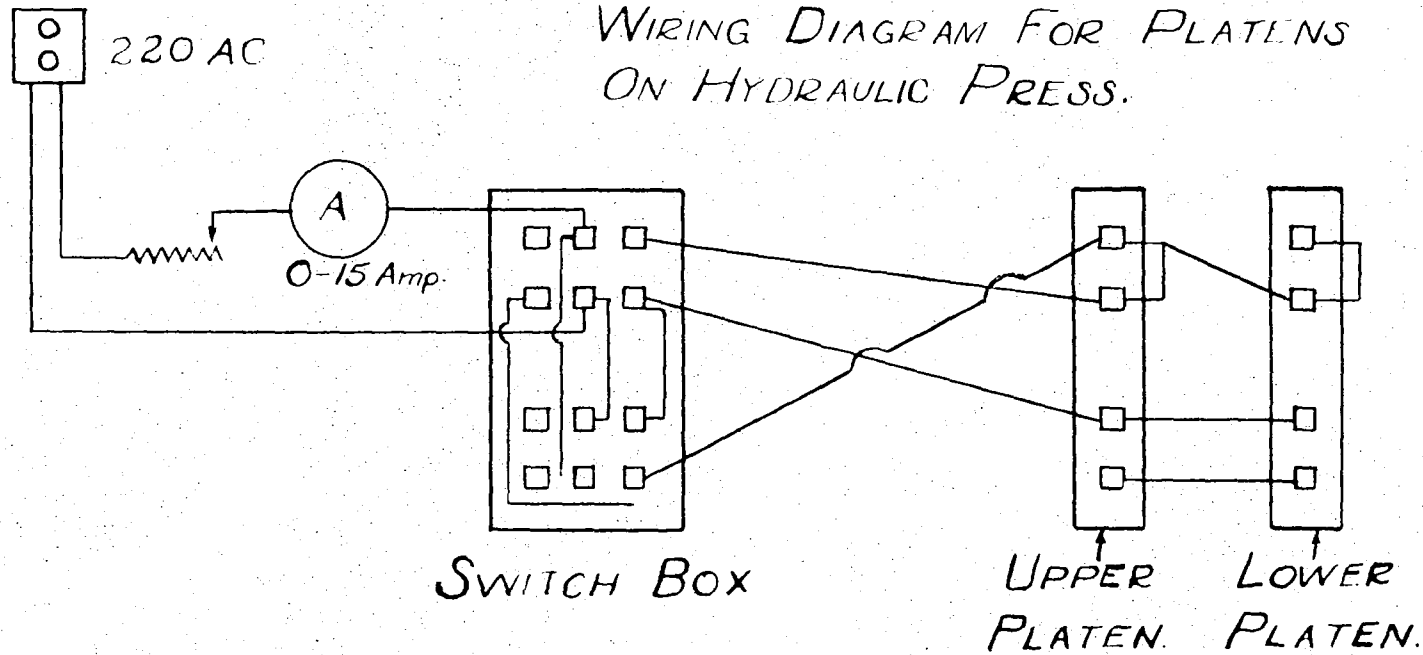 WIRING DIAGRAM FOR PLATENS
ON HYDRAULIC PRESS.
220 AC
A
0-15 Amp.
SWITCH BOX
UPPER
PLATEN.
LOWER
PLATEN.